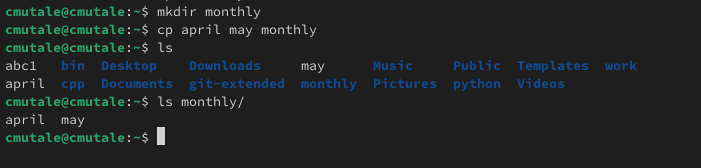 cmutale@cmutale:~$ mkdir monthly
cmutale@cmutale:~$ cp april may monthly
cmutale@cmutale:~$ ls
abc1   bin  Desktop    Downloads     may      Music     Public  Templates  work
april  cpp  Documents  git-extended  monthly  Pictures  python  Videos
cmutale@cmutale:~$ ls monthly/
april  may
cmutale@cmutale:~$